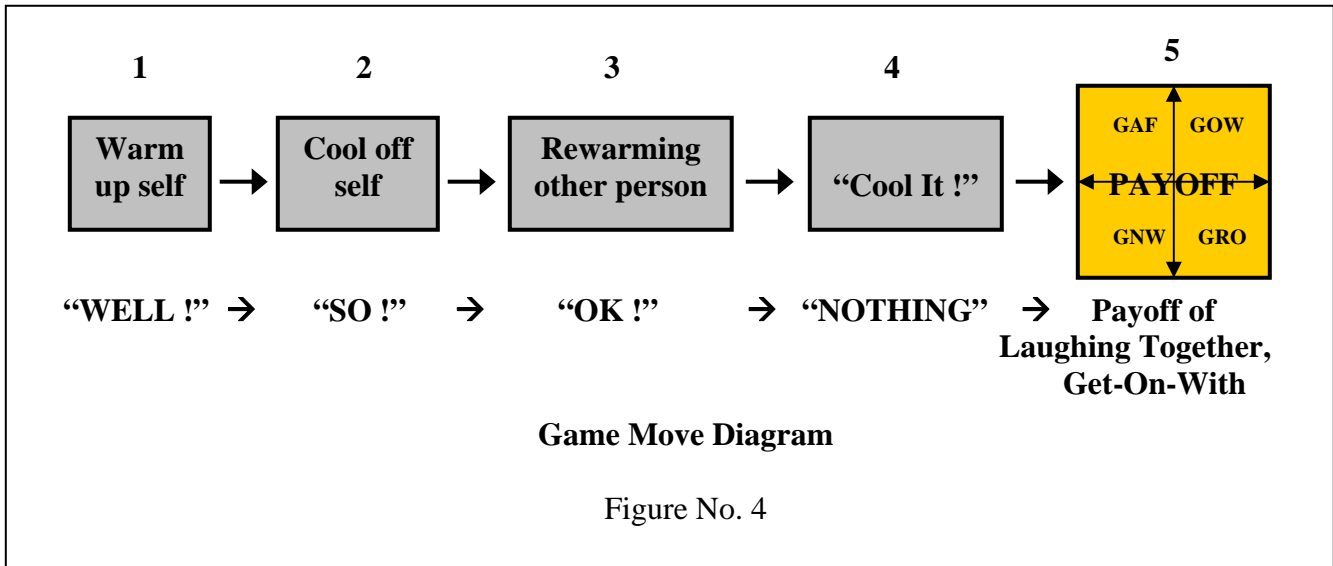 1 2 3 4 5
Warm
up self
Cool off
self
Rewarming
other person
“Cool It !”
GAF GOW
PAYOFF
GNW GRO
“WELL !” → “SO !” → “OK !” → “NOTHING” → Payoff of
Laughing Together,
Get-On-With
Game Move Diagram
Figure No. 4